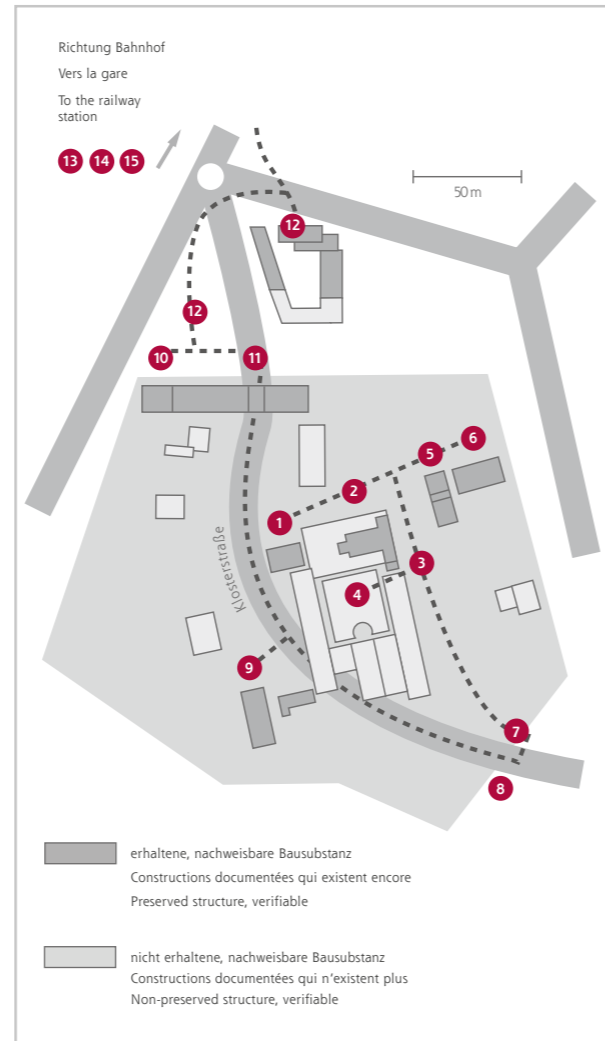 Richtung Bahnhof
Vers la gare
To the railway
station
13 14 15
50 m
12
12
10
11
6
5
2
1
3
4
Klosterstraße
9
7
8
erhaltene, nachweisbare Bausubstanz
Constructions documentées qui existent encore
Preserved structure, verifiable
nicht erhaltene, nachweisbare Bausubstanz
Constructions documentées qui n’existent plus
Non-preserved structure, verifiable